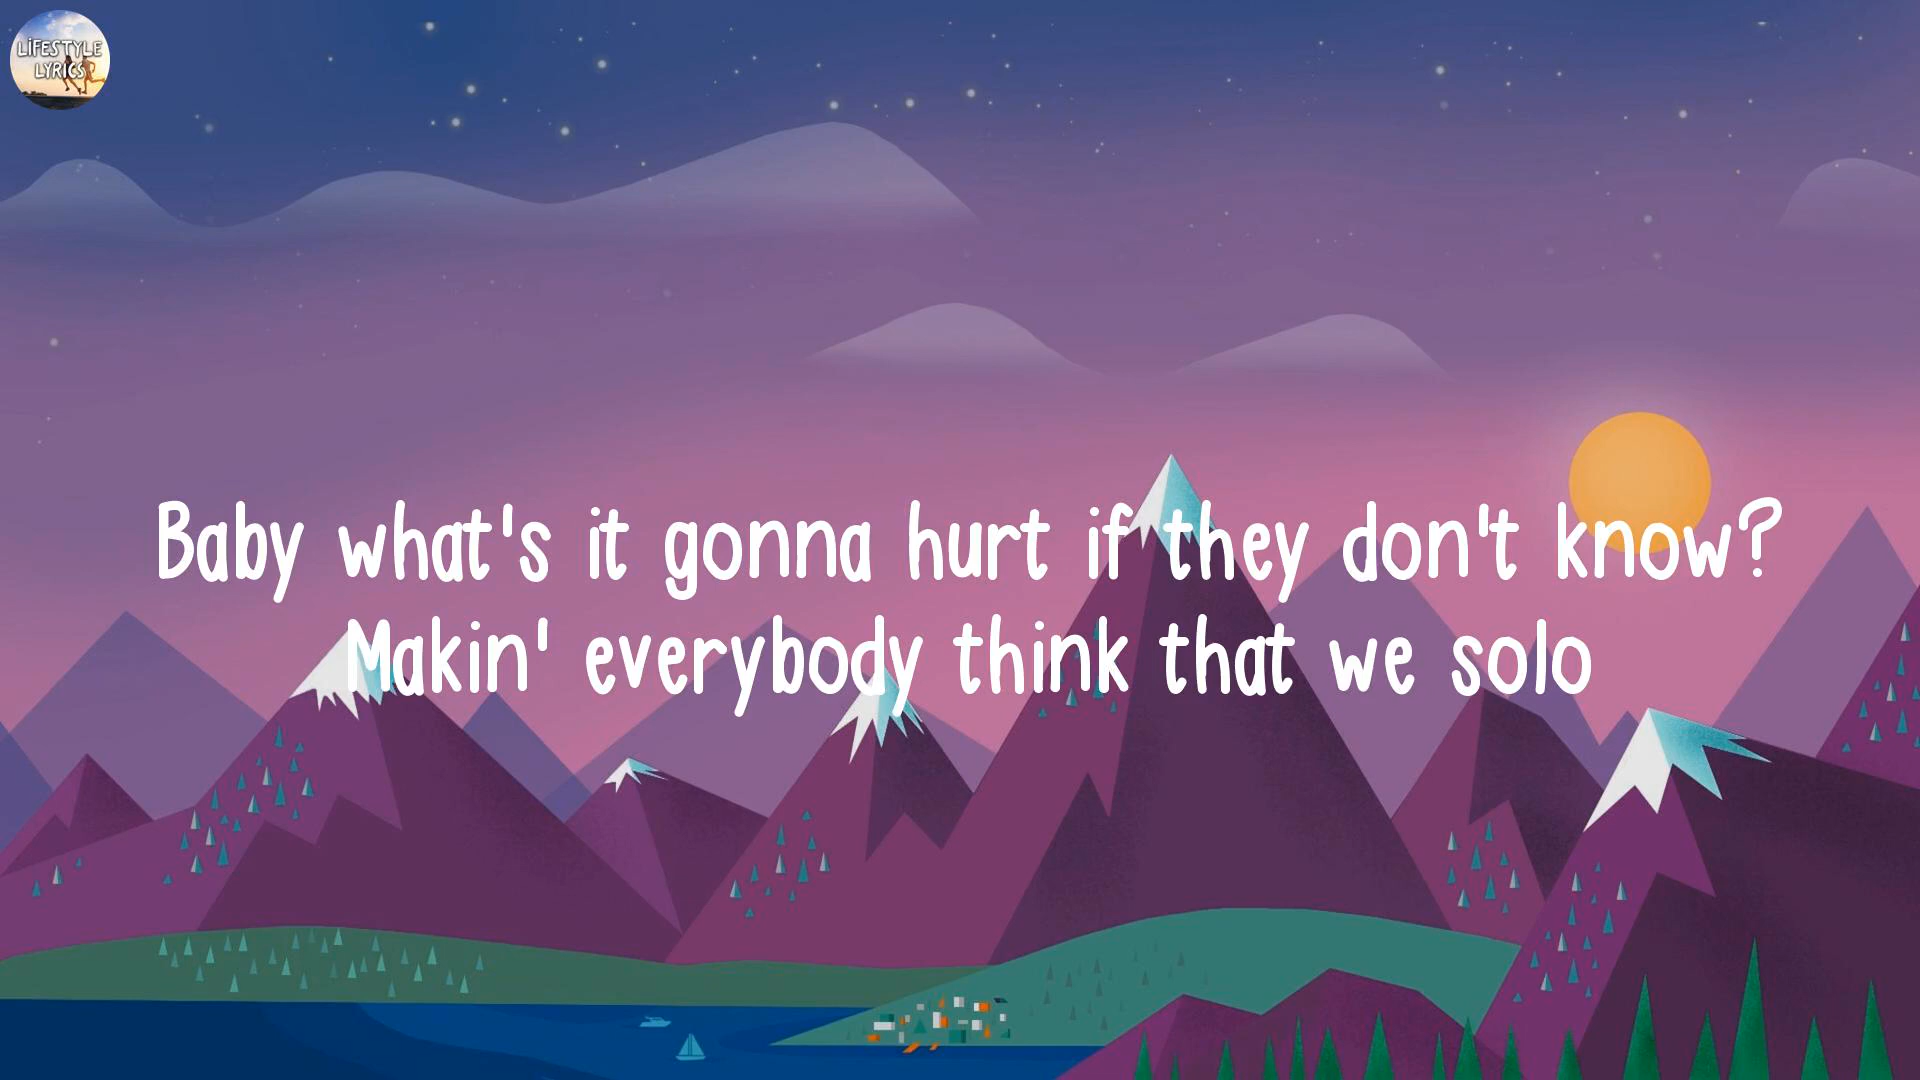 LiFESTYLE
LYRICS
Baby what's it gonna hurt if they don't know?
Makin' everybody think that we solo